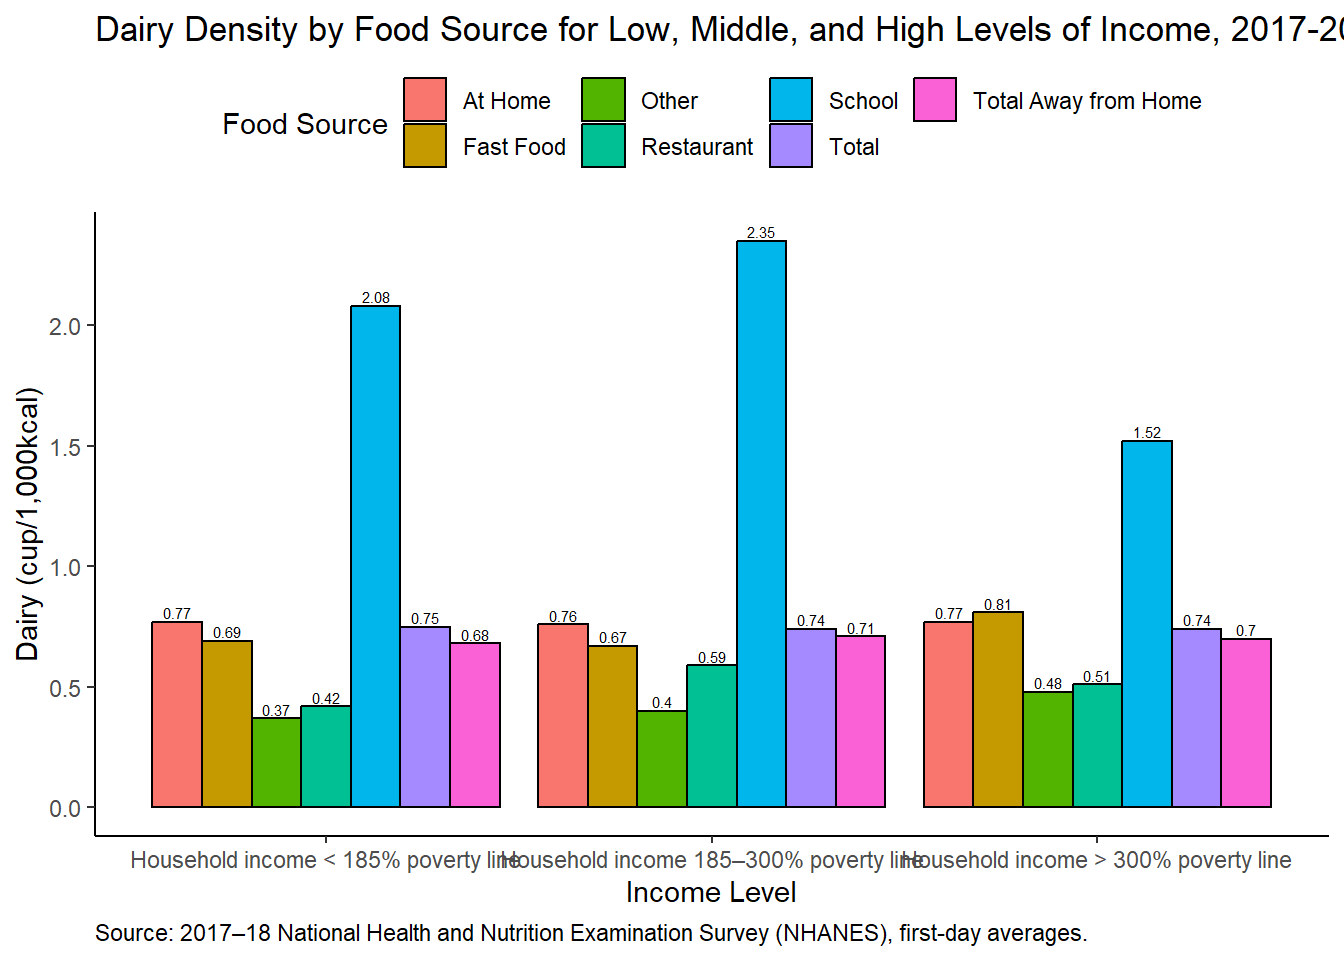 Dairy Density by Food Source for Low, Middle, and High Levels of Income, 2017-20
Food Source
At Home
Other
School
Total Away from Home
Fast Food
Restaurant
Total
Dairy (cup/1,000kcal)
2.0
1.5
1.0
0.5
0.0
0.77
0.69
0.37
0.42
2.08
0.75
0.68
0.76
0.67
0.4
0.59
2.35
0.74
0.71
0.77
0.81
0.48
0.51
1.52
0.74
0.7
Household income < 185% poverty line
Household income 185–300% poverty line
Household income > 300% poverty line
Income Level
Source: 2017–18 National Health and Nutrition Examination Survey (NHANES), first-day averages.